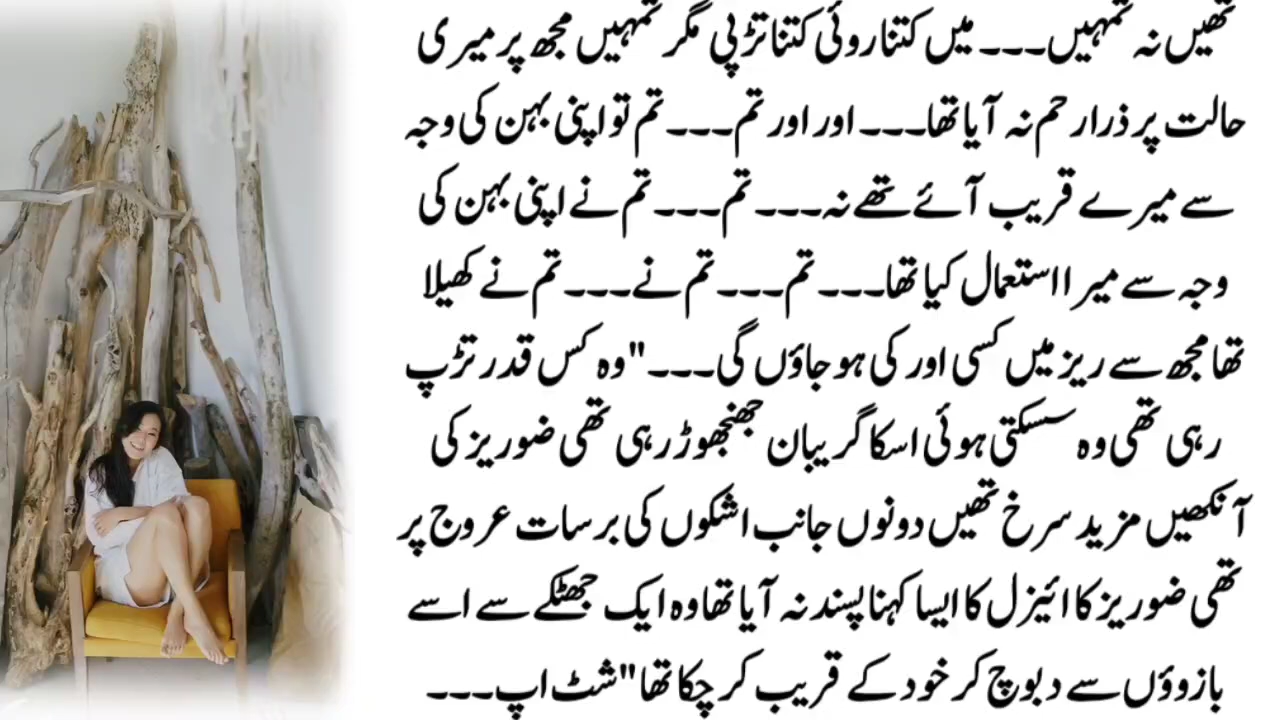 تھیں نہ تمہیں۔۔۔ میں کتنا روئی کتنا تڑپی مگر تمہیں مجھ پر میری
حالت پر ذرا رحم نہ آیا تھا۔۔۔ اور اور تم۔۔۔ تم تو اپنی بہن کی وجہ
سے میرے قریب آئے تھے نہ۔۔۔ تم۔۔۔ تم نے اپنی بہن کی
وجہ سے میرا استعمال کیا تھا۔۔۔ تم۔۔۔ تم نے۔۔۔ تم نے کھیلا
تھا مجھ سے ریز میں کسی اور کی ہو جاؤں گی۔۔۔"وہ کس قدر تڑپ
رہی تھی وہ سسکتی ہوئی اسکا گریبان جھنجھوڑ رہی تھی ضوریز کی
آنکھیں مزید سرخ تھیں دونوں جانب اشکوں کی برسات عروج پر
تھی ضوریز کا ائیزل کا ایسا کہنا پسند نہ آیا تھا وہ ایک جھٹکے سے اسے
بازوؤں سے دبوچ کر خود کے قریب کر چکا تھا"شٹ اپ۔۔۔